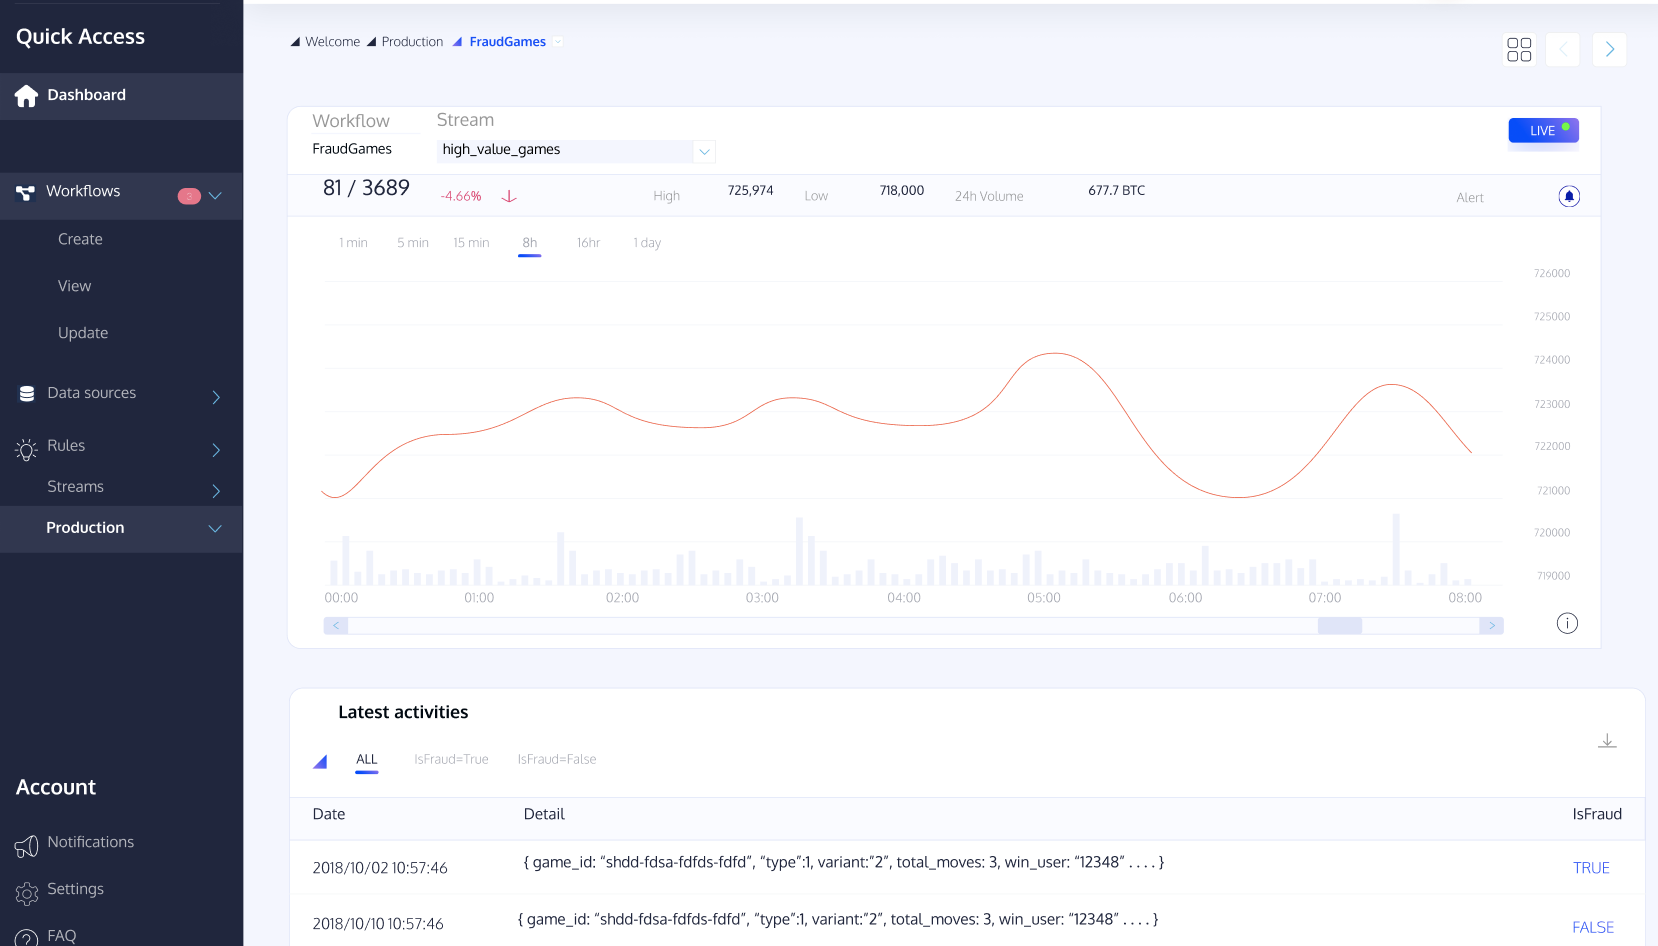 Quick Access
Dashboard
Workflows 3
Create
View
Update
Data sources
Rules
Streams
Production
Account
Notifications
Settings
FAQ
Welcome Production FraudGames
Workflow Stream
FraudGames high_value_games
LIVE
81 / 3689 -4.66% High 725,974 Low 718,000 24h Volume 677.7 BTC Alert
1 min 5 min 15 min 8h 16hr 1 day
726000
725000
724000
723000
722000
721000
720000
719000
00:00 01:00 02:00 03:00 04:00 05:00 06:00 07:00 08:00
Latest activities
ALL IsFraud=True IsFraud=False
Date Detail IsFraud
2018/10/02 10:57:46 { game_id: “shdd-fdsa-fdfds-fdfd”, “type”:1, variant:”2”, total_moves: 3, win_user: “12348” . . . . } TRUE
2018/10/10 10:57:46 { game_id: “shdd-fdsa-fdfds-fdfd”, “type”:1, variant:”2”, total_moves: 3, win_user: “12348” . . . . } FALSE